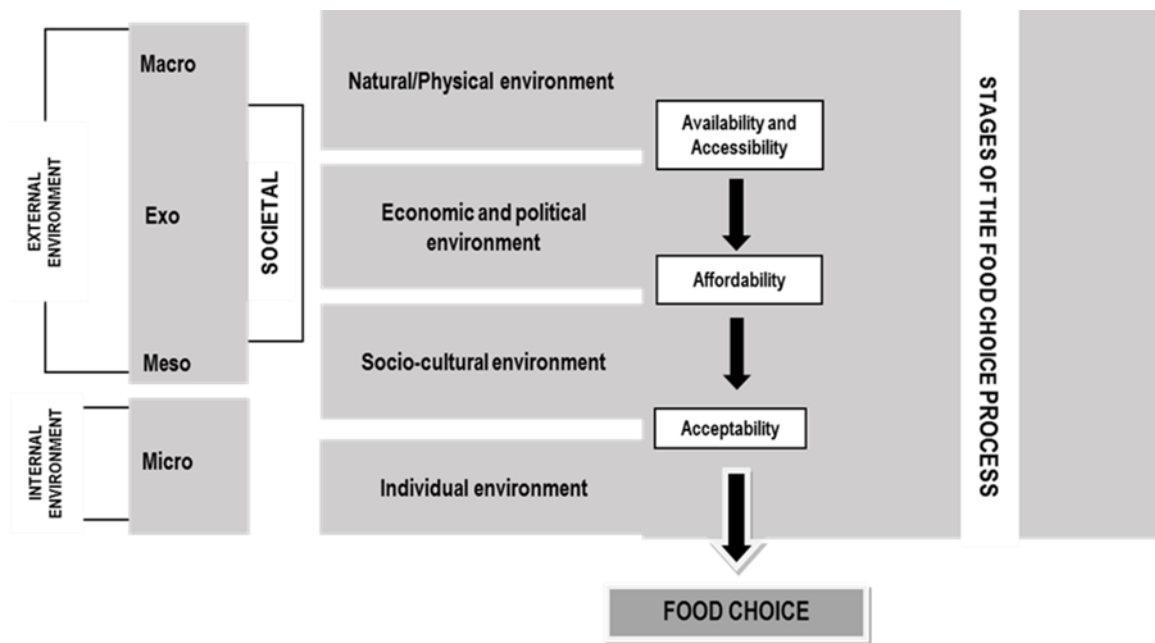 EXTERNAL
ENVIRONMENT
INTERNAL
ENVIRONMENT
Macro
Exo
Meso
Micro
SOCIETAL
Natural/Physical environment
Economic and political
environment
Socio-cultural environment
Individual environment
Availability and
Accessibility
Affordability
Acceptability
FOOD CHOICE
STAGES OF THE FOOD CHOICE PROCESS